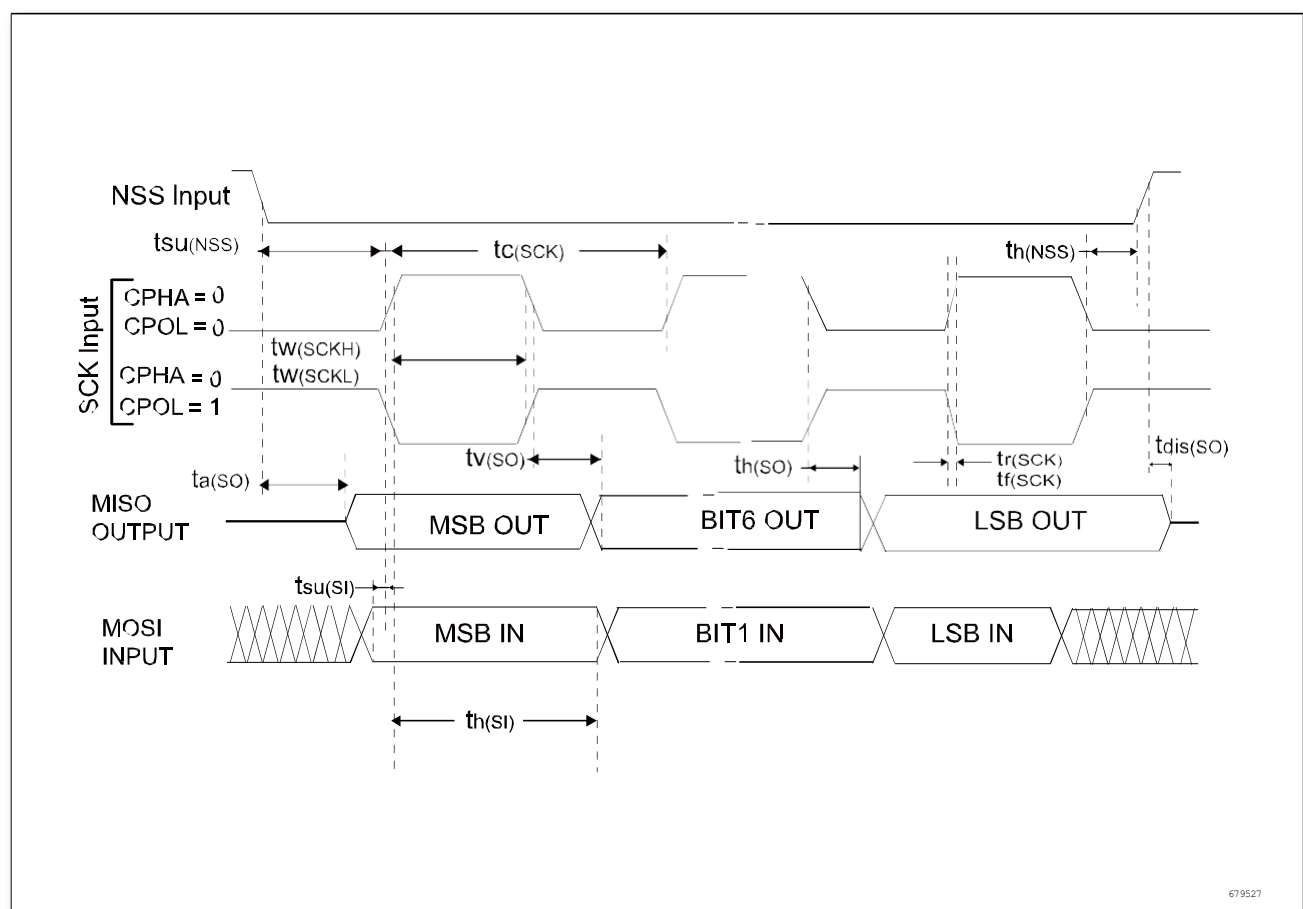 NSS Input
tsu(NSS)
tc(SCK)
th(NSS)
SCK Input
CPHA = 0
CPOL = 0
tw(SCKH)
CPHA = 0
tw(SCKL)
CPOL = 1
ta(SO)
tv(SO)
th(SO)
tr(SCK)
tf(SCK)
tdis(SO)
MISO
OUTPUT
MSB OUT
BIT6 OUT
LSB OUT
tsu(SI)
MOSI
INPUT
MSB IN
BIT1 IN
LSB IN
th(SI)
679527